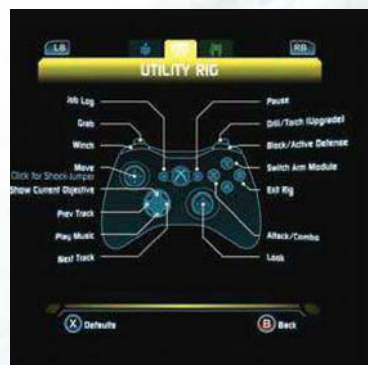 LB
RB
UTILITY RIG
Job Log
Grab
Winch
Move
Click for Shock-Jumper
Show Current Objective
Prev Track
Play Music
Next Track
Pause
Drill/Torch (Upgrade)
Block/Active Defense
Switch Arm Module
Exit Rig
Attack/Combo
Look
X Defaults
B Back